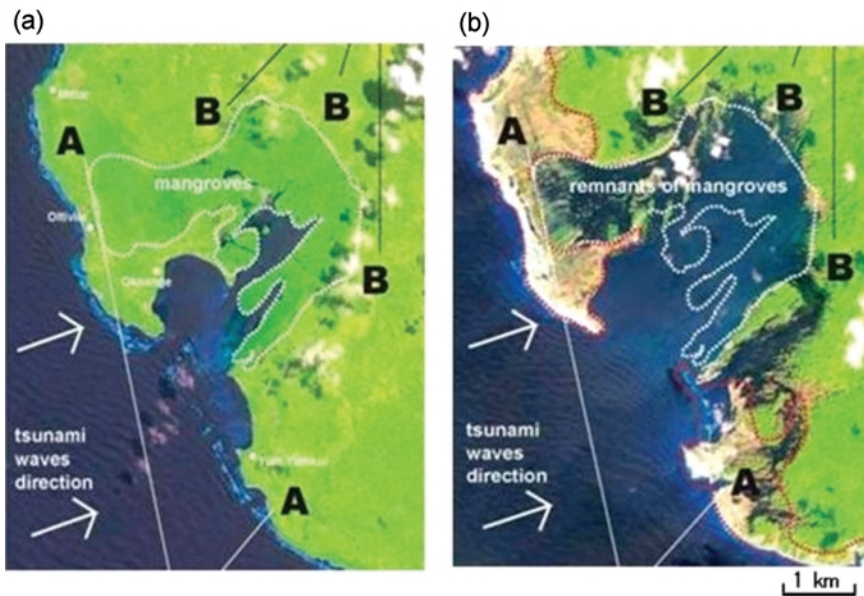 (a)
(b)
A
B
B
mangroves
B
tsunami
waves
direction
A
A
B
B
remnants of mangroves
B
tsunami
waves
direction
A
1 km